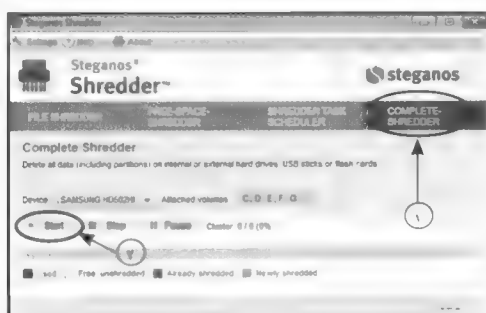 Steganos Shredder
Settings Help About
Steganos®
Shredder™
steganos
FILE SHREDDER
FREE-SPACE-
SHREDDER
SHREDDER TASK
SCHEDULER
COMPLETE-
SHREDDER
Complete Shredder
Delete all data (including partitions) on internal or external hard drives, USB sticks or flash cards
Device SAMSUNG Attached volumes C, D, E, F, G
Start Stop Pause Cluster 0 / 0 (0%
١
٢
Free unshredded Already shredded Newly shredded